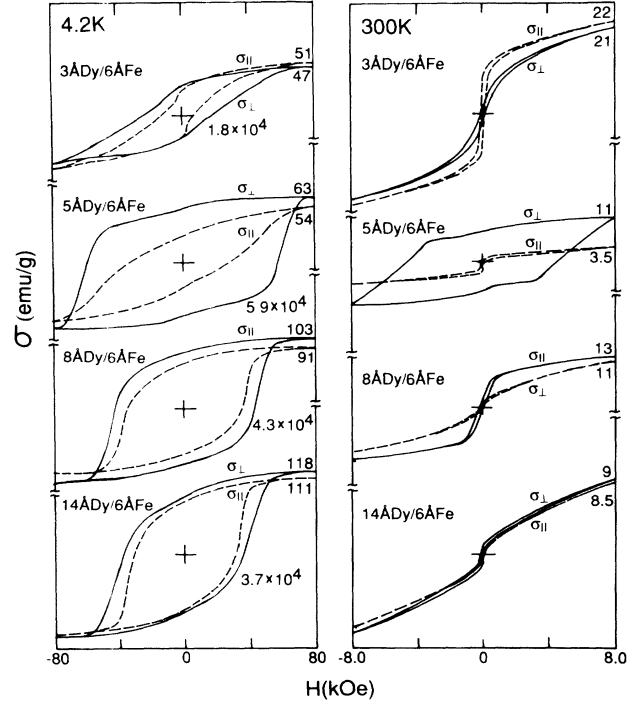 4.2K
51
σ∥
3ÅDy/6ÅFe
47
σ⊥
1.8×10⁴
63
σ⊥
5ÅDy/6ÅFe
54
σ∥
5.9×10⁴
103
σ∥
8ÅDy/6ÅFe
91
σ⊥
4.3×10⁴
118
σ⊥
14ÅDy/6ÅFe
σ∥
111
3.7×10⁴
-80
0
80
300K
22
σ∥
21
3ÅDy/6ÅFe
σ⊥
5ÅDy/6ÅFe
σ⊥
11
σ∥
3.5
σ∥
13
8ÅDy/6ÅFe
11
σ⊥
9
σ⊥
8.5
14ÅDy/6ÅFe
σ∥
-8.0
0
8.0
σ (emu/g)
H(kOe)